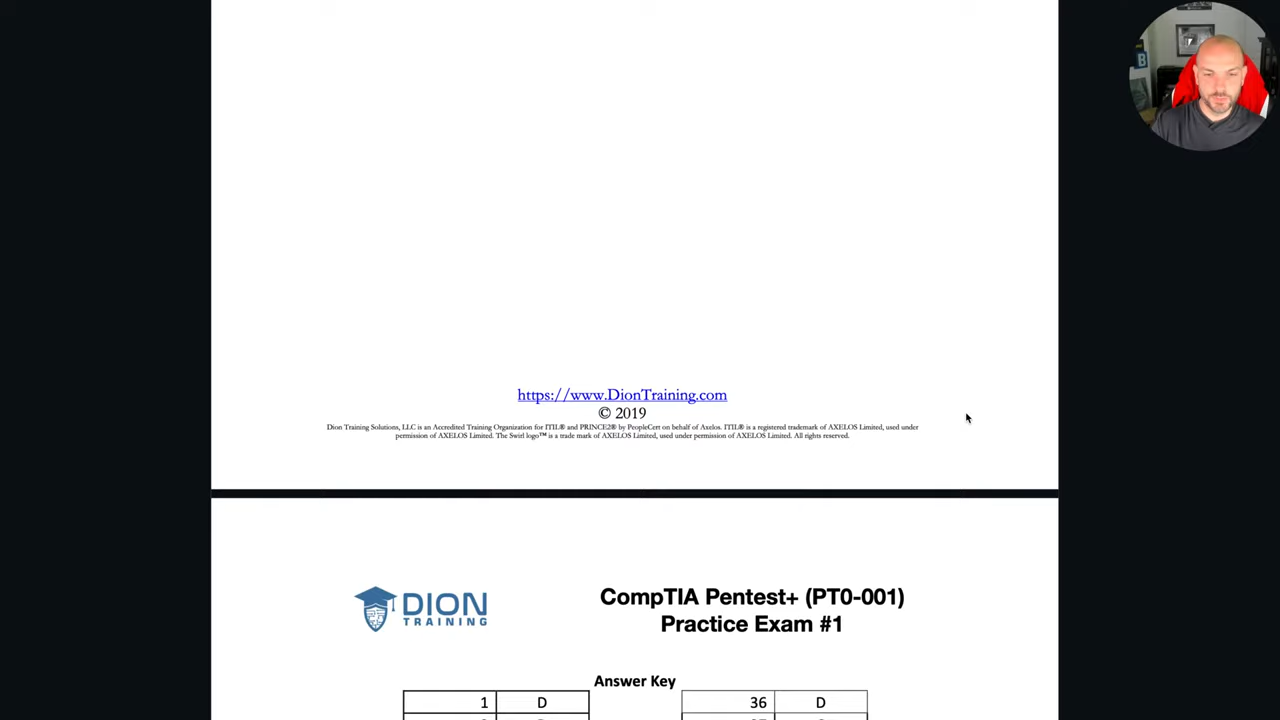 https://www.DionTraining.com
© 2019
Dion Training Solutions, LLC is an Accredited Training Organization for ITIL® and PRINCE2® by PeopleCert on behalf of Axelos. ITIL® is a registered trademark of AXELOS Limited, used under
permission of AXELOS Limited. The Swirl logo™ is a trade mark of AXELOS Limited, used under permission of AXELOS Limited. All rights reserved.
DION
TRAINING
CompTIA Pentest+ (PT0-001)
Practice Exam #1
Answer Key
1 D
36 D